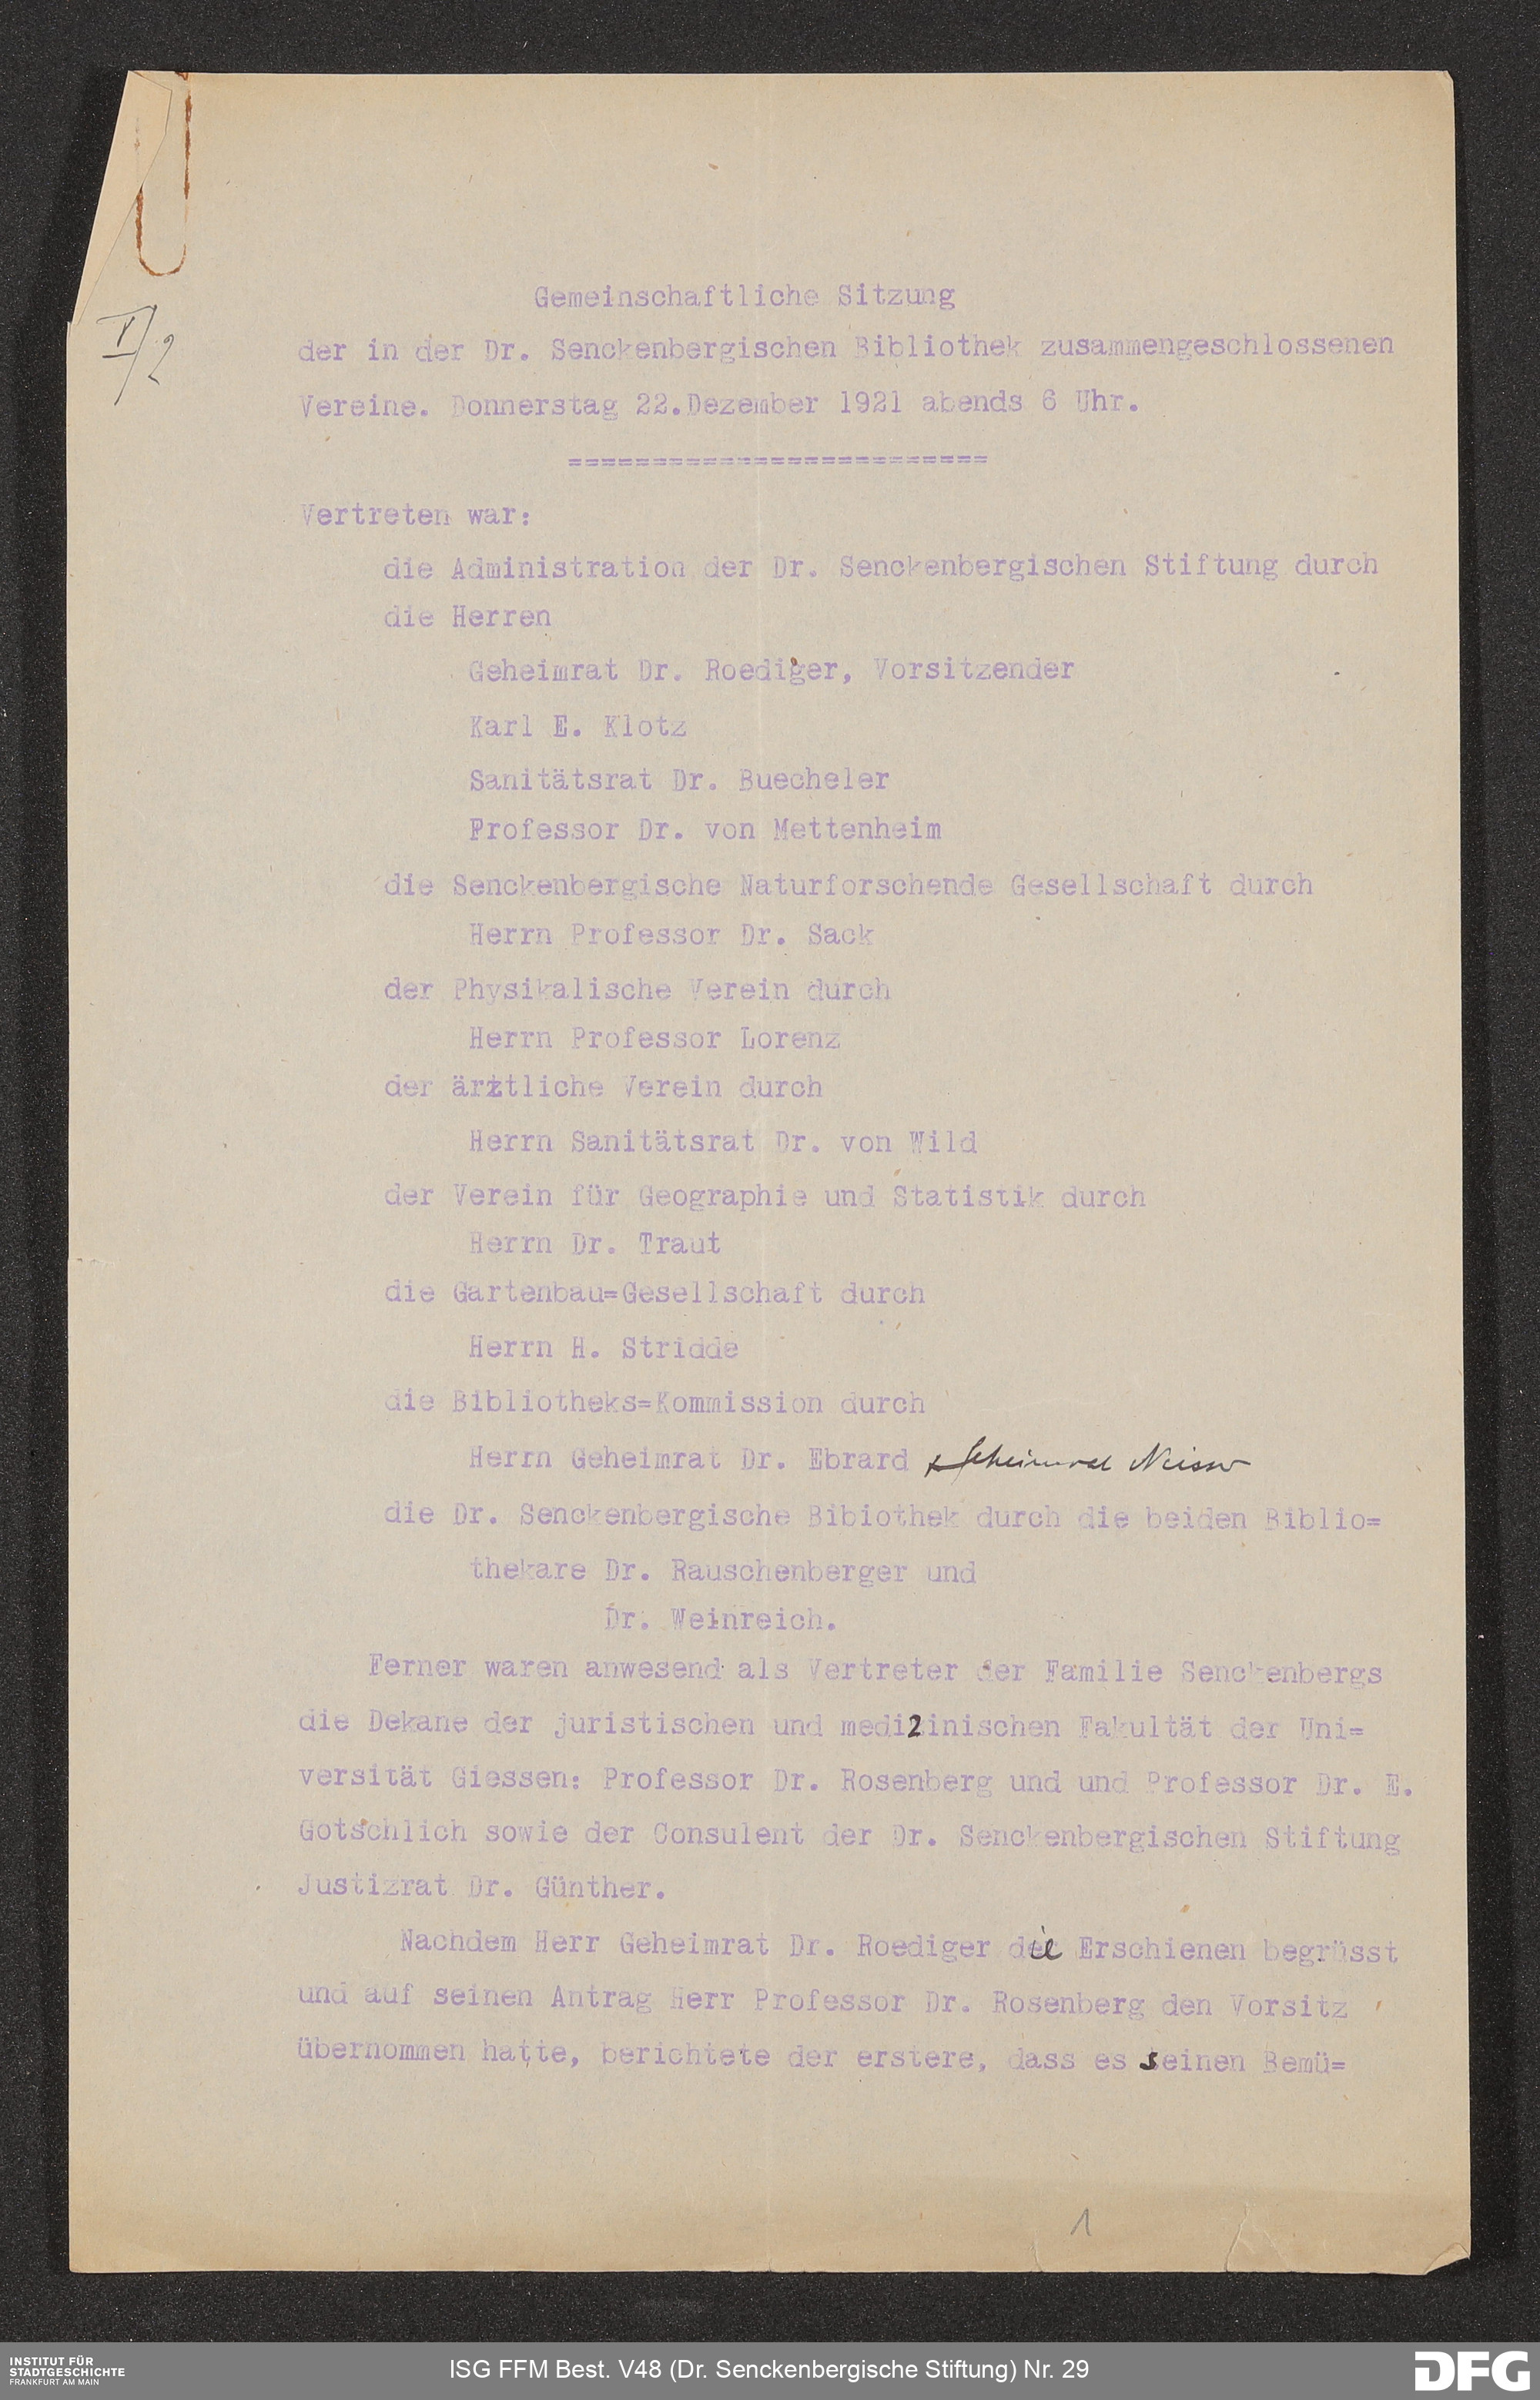 I/2
Gemeinschaftliche Sitzung
der in der Dr. Senckenbergischen Bibliothek zusammengeschlossenen
Vereine. Donnerstag 22.Dezember 1921 abends 6 Uhr.
=========================
Vertreten war:
die Administration der Dr. Senckenbergischen Stiftung durch
die Herren
Geheimrat Dr. Roediger, Vorsitzender
Karl E. Klotz
Sanitätsrat Dr. Buecheler
Professor Dr. von Mettenheim
die Senckenbergische Naturforschende Gesellschaft durch
Herrn Professor Dr. Sack
der Physikalische Verein durch
Herrn Professor Lorenz
der ärztliche Verein durch
Herrn Sanitätsrat Dr. von Wild
der Verein für Geographie und Statistik durch
Herrn Dr. Traut
die Gartenbau=Gesellschaft durch
Herrn H. Stridde
die Bibliotheks=Kommission durch
Herrn Geheimrat Dr. Ebrard & Geheimrat Neisser
die Dr. Senckenbergische Bibiothek durch die beiden Biblio=
thekare Dr. Rauschenberger und
Dr. Weinreich.
Ferner waren anwesend als Vertreter der Familie Senckenbergs
die Dekane der juristischen und medizinischen Fakultät der Uni=
versität Giessen: Professor Dr. Rosenberg und und Professor Dr. E.
Gotschlich sowie der Consulent der Dr. Senckenbergischen Stiftung
Justizrat Dr. Günther.
Nachdem Herr Geheimrat Dr. Roediger die Erschienen begrüsst
und auf seinen Antrag Herr Professor Dr. Rosenberg den Vorsitz
übernommen hatte, berichtete der erstere, dass es seinen Bemü=
1
INSTITUT FÜR
STADTGESCHICHTE
FRANKFURT AM MAIN
ISG FFM Best. V48 (Dr. Senckenbergische Stiftung) Nr. 29
DFG